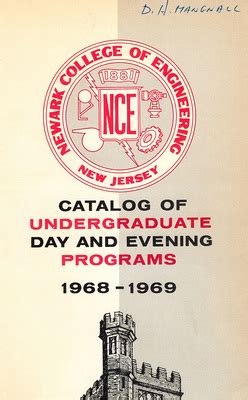 D. H. MANGNALL
NEWARK COLLEGE OF ENGINEERING
1881
NCE
NEW JERSEY
CATALOG OF
UNDERGRADUATE
DAY AND EVENING
PROGRAMS
1968-1969